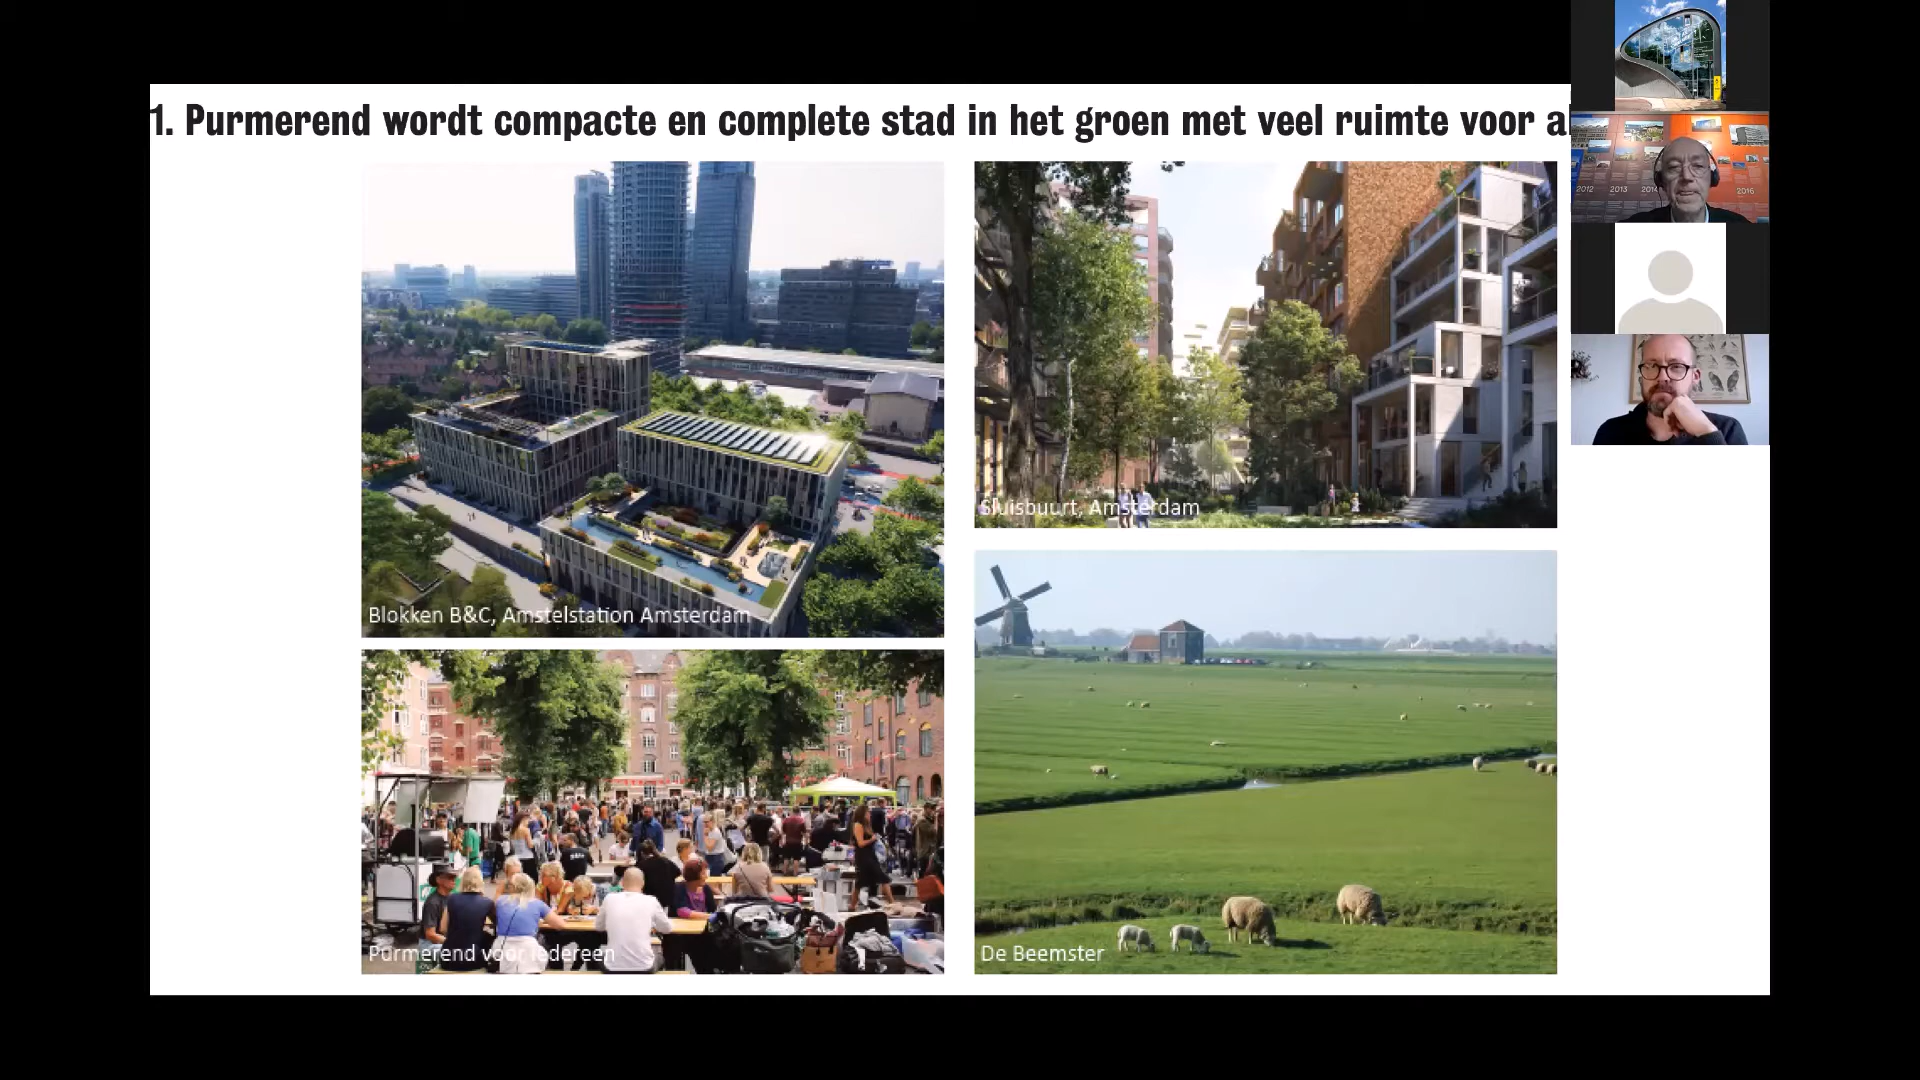 1. Purmerend wordt compacte en complete stad in het groen met veel ruimte voor a
Blokken B&C, Amstelstation Amsterdam
Sluisbuurt, Amsterdam
Purmerend voor iedereen
De Beemster
2012 2013 2014 2016